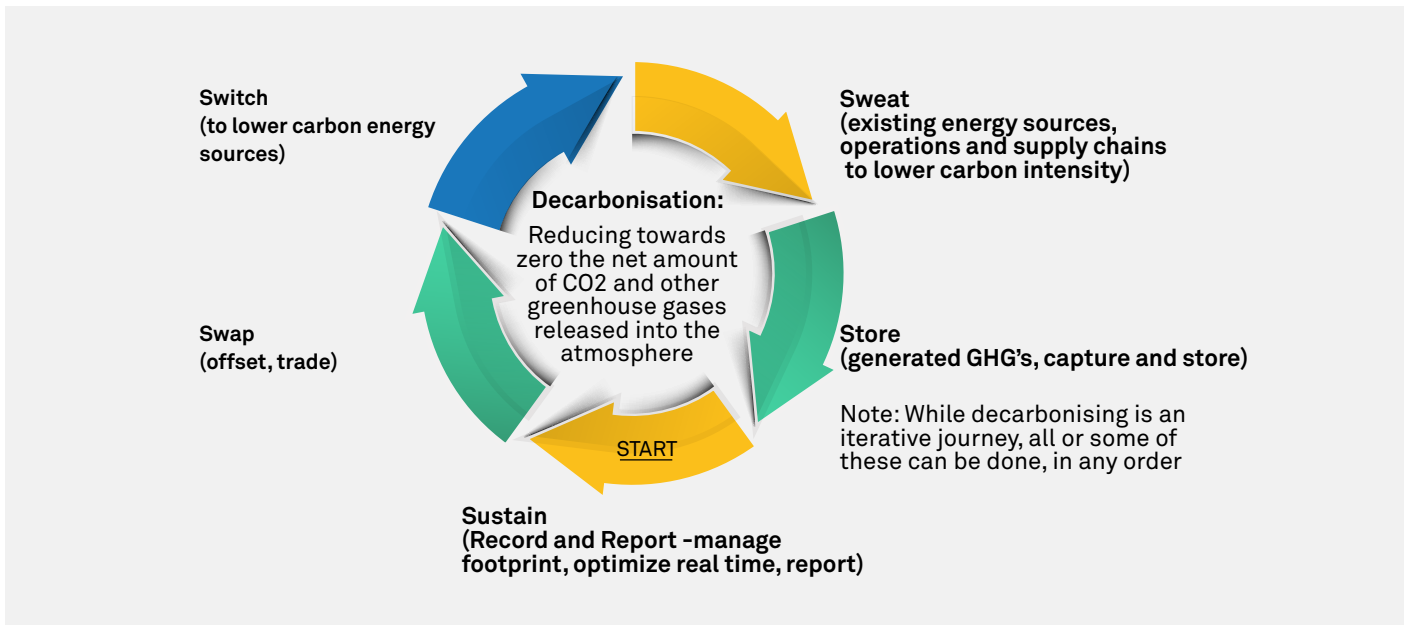 Switch
(to lower carbon energy
sources)
Sweat
(existing energy sources,
operations and supply chains
to lower carbon intensity)
Decarbonisation:
Reducing towards
zero the net amount
of CO2 and other
greenhouse gases
released into the
atmosphere
Swap
(offset, trade)
Store
(generated GHG's, capture and store)
Note: While decarbonising is an
iterative journey, all or some of
these can be done, in any order
START
Sustain
(Record and Report -manage
footprint, optimize real time, report)